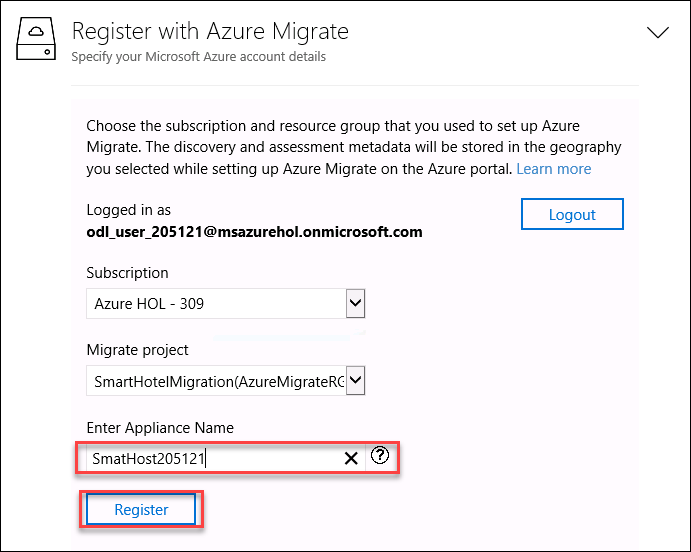 Register with Azure Migrate
Specify your Microsoft Azure account details
Choose the subscription and resource group that you used to set up Azure
Migrate. The discovery and assessment metadata will be stored in the geography
you selected while setting up Azure Migrate on the Azure portal. Learn more
Logged in as
odl_user_205121@msazurehol.onmicrosoft.com
Logout
Subscription
Azure HOL - 309
Migrate project
SmartHotelMigration(AzureMigrateRG
Enter Appliance Name
SmatHost205121
Register